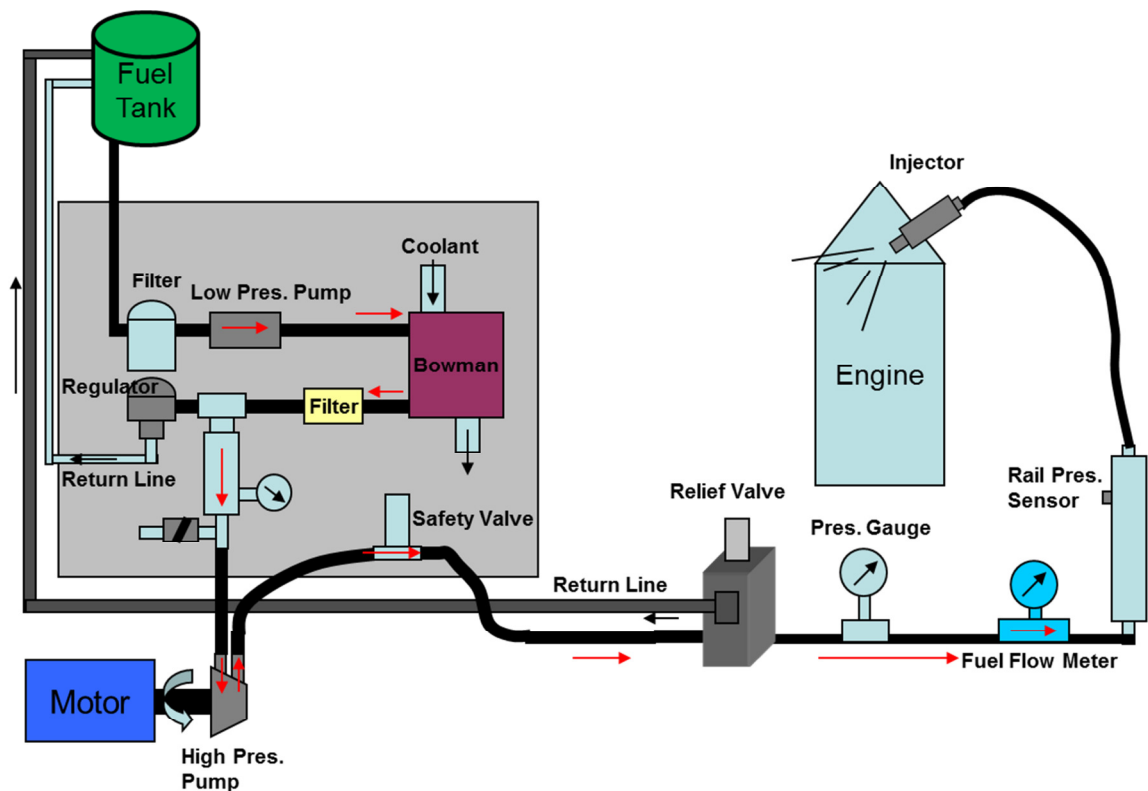 Fuel
Tank
Injector
Coolant
Filter
Low Pres. Pump
Bowman
Engine
Regulator
Filter
Return Line
Safety Valve
Relief Valve
Rail Pres.
Sensor
Pres. Gauge
Return Line
Fuel Flow Meter
Motor
High Pres.
Pump